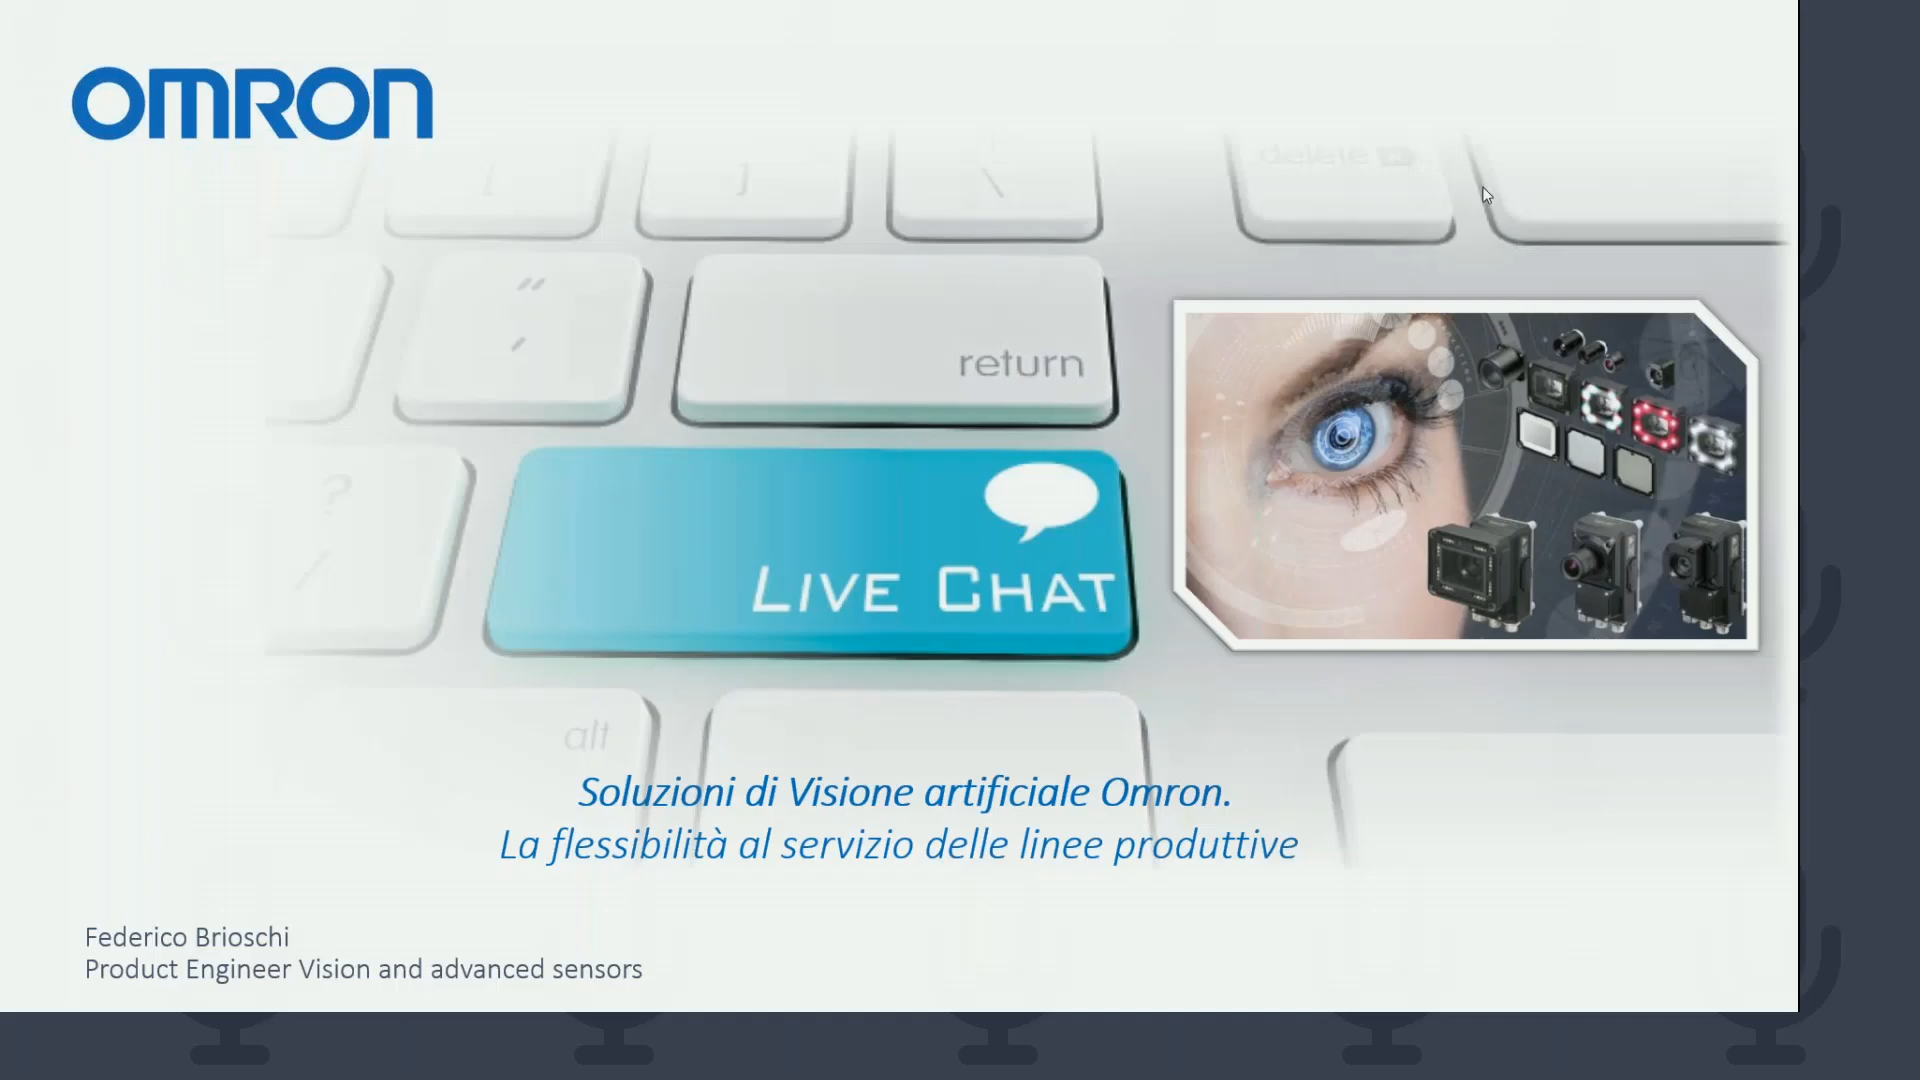 OMRON
[
]
\
delete
"
'
return
?
/
LIVE CHAT
alt
Soluzioni di Visione artificiale Omron.
La flessibilità al servizio delle linee produttive
Federico Brioschi
Product Engineer Vision and advanced sensors